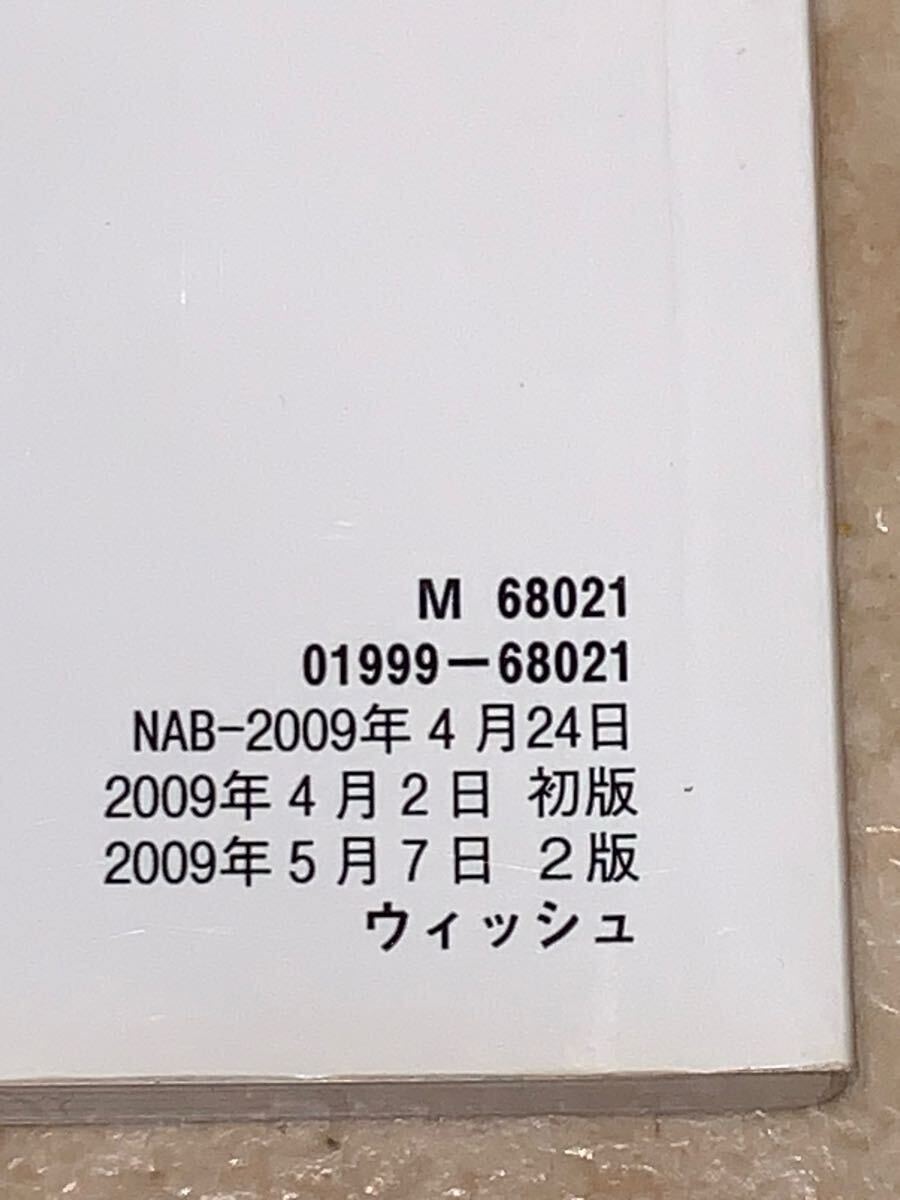 M 68021
01999−68021
NAB-2009年4月24日
2009年4月2日 初版
2009年5月7日 2版
ウィッシュ